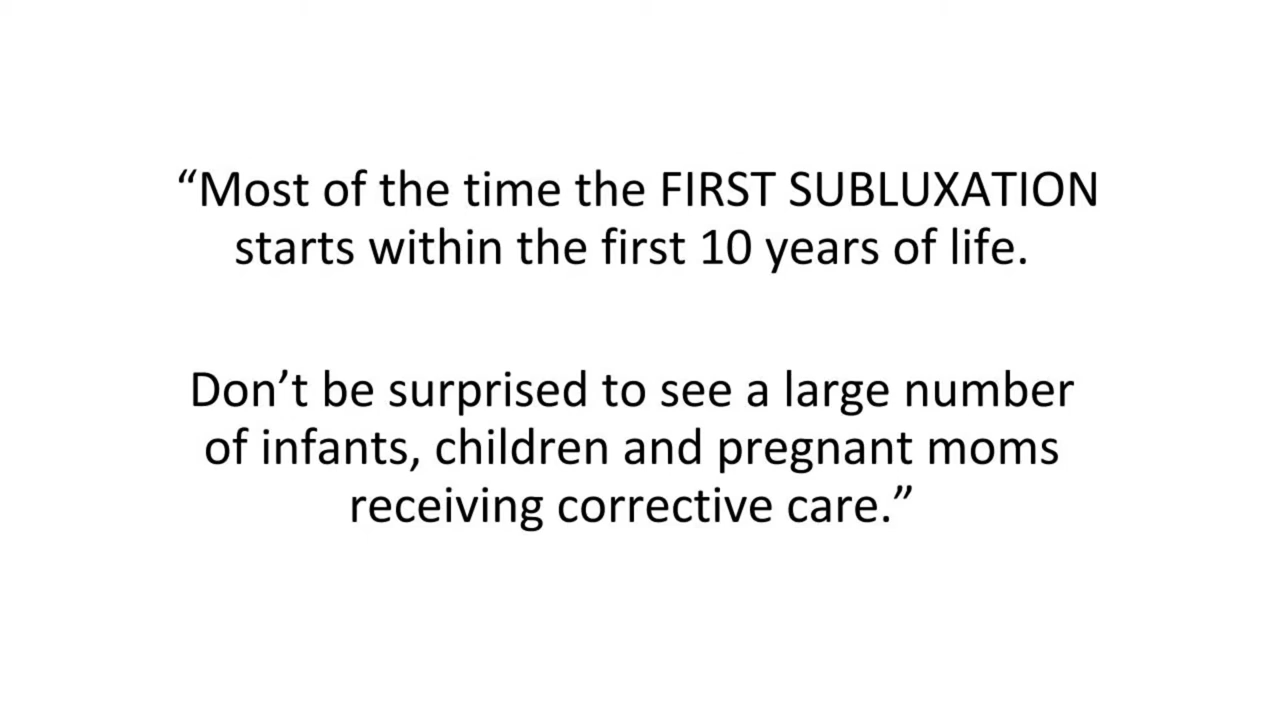 “Most of the time the FIRST SUBLUXATION
starts within the first 10 years of life.
Don’t be surprised to see a large number
of infants, children and pregnant moms
receiving corrective care.”